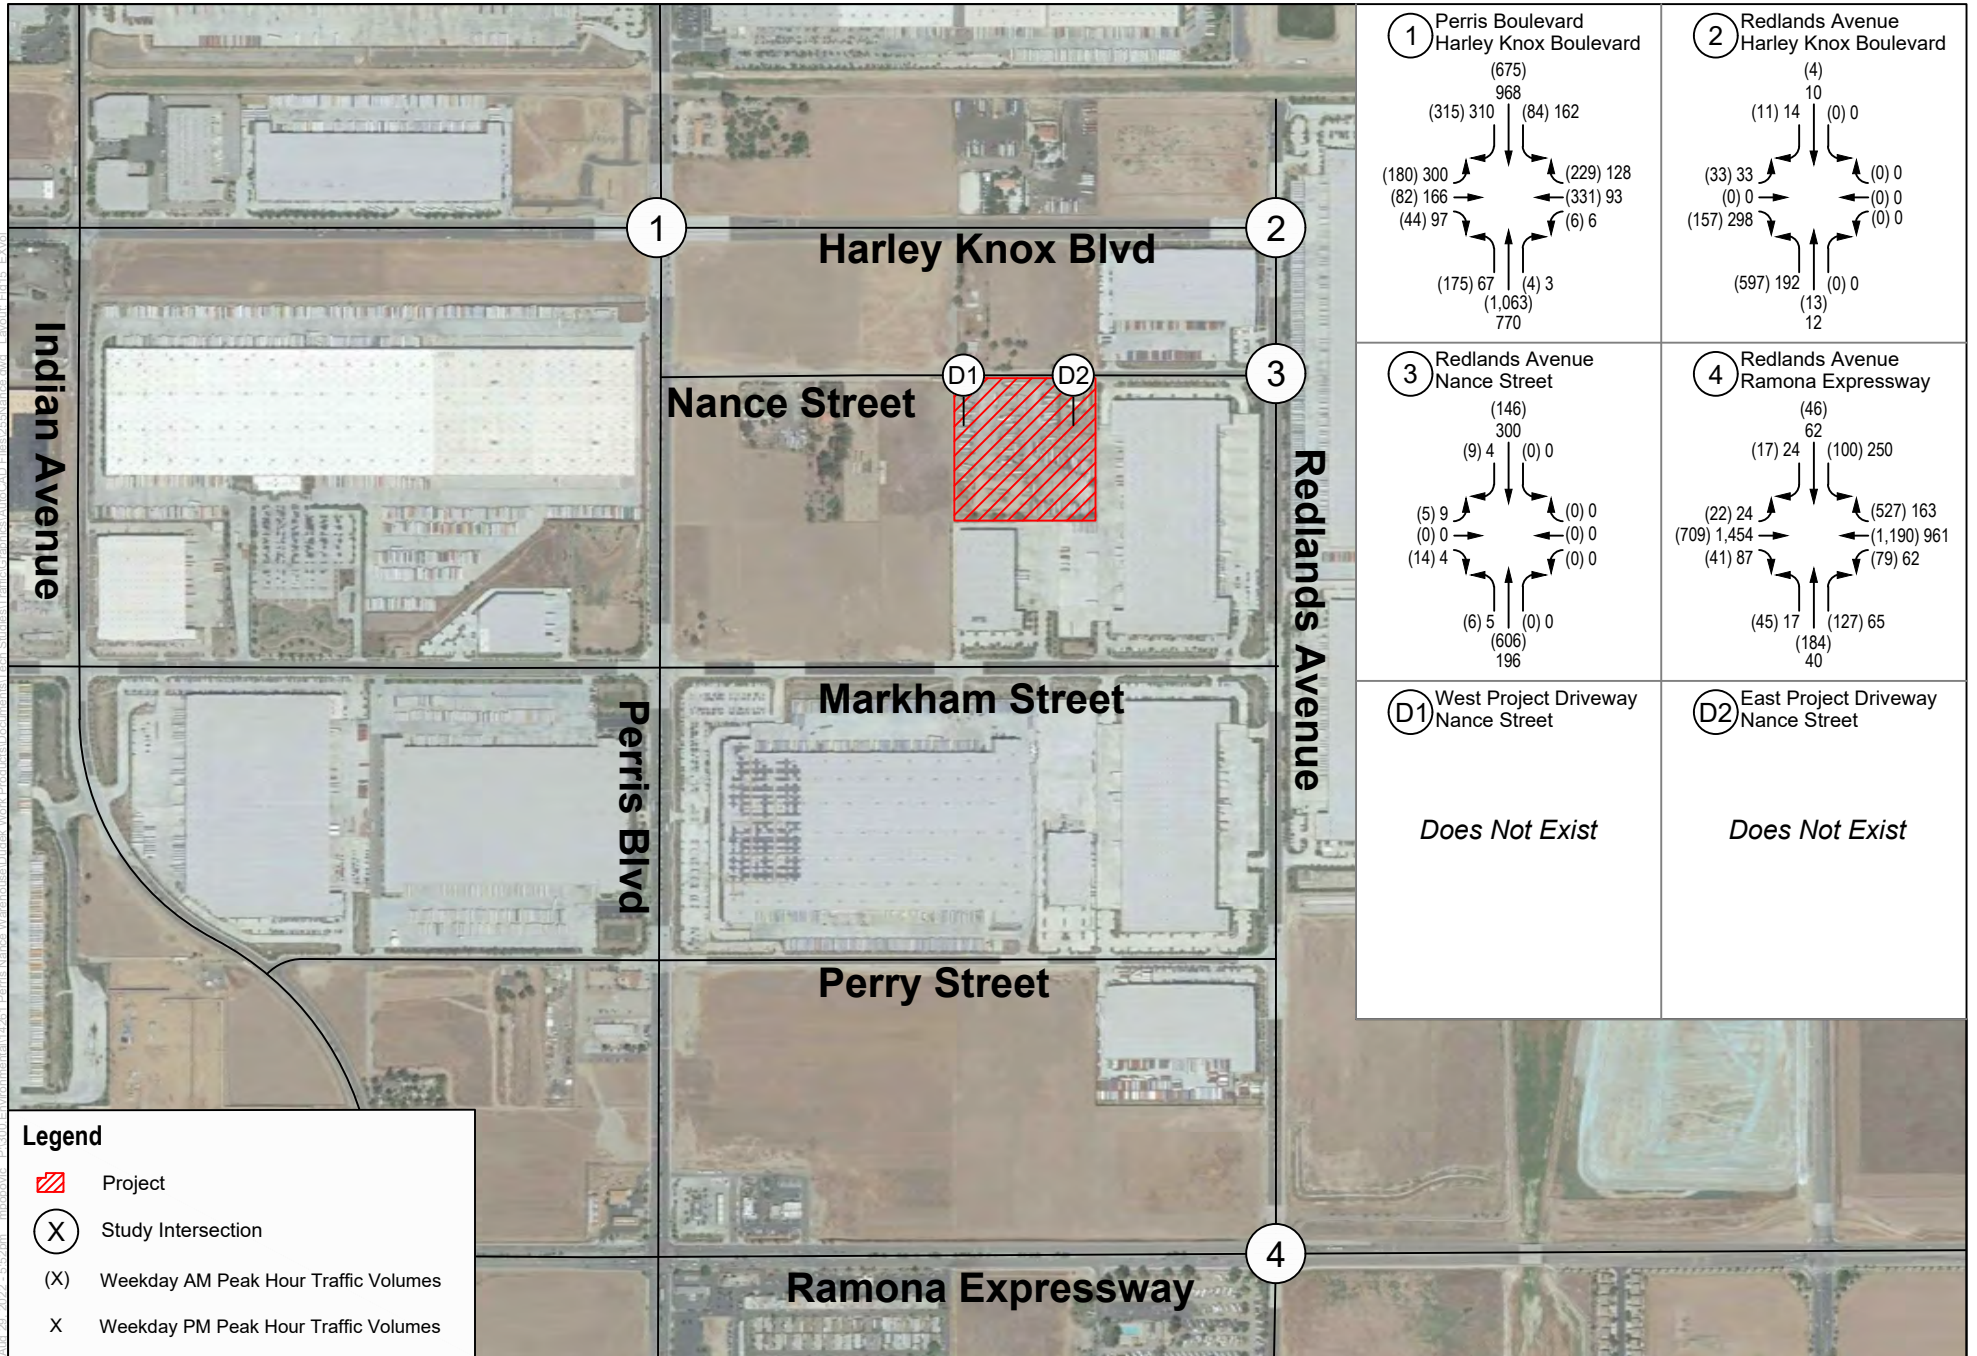 1
Perris Boulevard
Harley Knox Boulevard
(675)
968
(315) 310
(84) 162
(180) 300
(82) 166
(44) 97
(229) 128
(331) 93
(6) 6
(175) 67
(4) 3
(1,063)
770
2
Redlands Avenue
Harley Knox Boulevard
(4)
10
(11) 14
(0) 0
(33) 33
(0) 0
(157) 298
(0) 0
(0) 0
(0) 0
(597) 192
(0) 0
(13)
12
3
Redlands Avenue
Nance Street
(146)
300
(9) 4
(0) 0
(5) 9
(0) 0
(14) 4
(0) 0
(0) 0
(0) 0
(6) 5
(0) 0
(606)
196
4
Redlands Avenue
Ramona Expressway
(46)
62
(17) 24
(100) 250
(22) 24
(709) 1,454
(41) 87
(527) 163
(1,190) 961
(79) 62
(45) 17
(127) 65
(184)
40
D1
West Project Driveway
Nance Street
Does Not Exist
D2
East Project Driveway
Nance Street
Does Not Exist
1
2
Harley Knox Blvd
Indian Avenue
D1
D2
3
Nance Street
Redlands Avenue
Markham Street
Perris Blvd
Perry Street
4
Ramona Expressway
Legend
Project
X Study Intersection
(X) Weekday AM Peak Hour Traffic Volumes
X Weekday PM Peak Hour Traffic Volumes